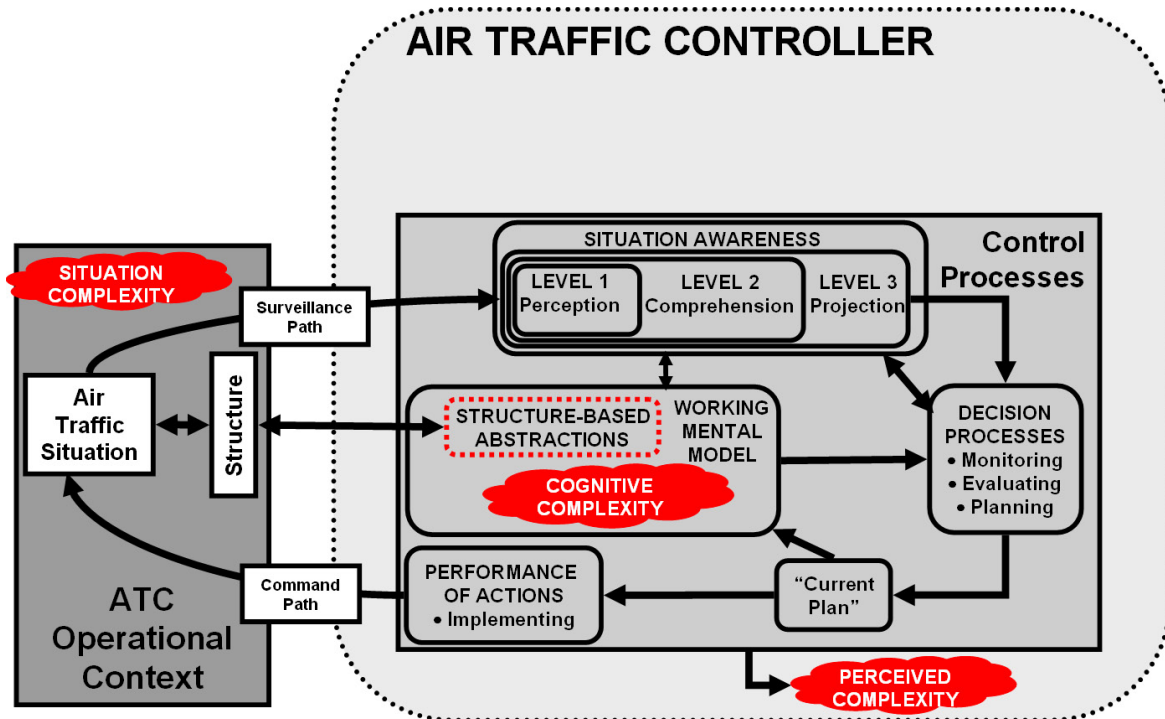 AIR TRAFFIC CONTROLLER
SITUATION AWARENESS
Control
Processes
LEVEL 1
Perception
LEVEL 2
Comprehension
LEVEL 3
Projection
SITUATION
COMPLEXITY
Surveillance
Path
Air
Traffic
Situation
Structure
STRUCTURE-BASED
ABSTRACTIONS
WORKING
MENTAL
MODEL
COGNITIVE
COMPLEXITY
DECISION
PROCESSES
• Monitoring
• Evaluating
• Planning
Command
Path
PERFORMANCE
OF ACTIONS
• Implementing
“Current
Plan”
ATC
Operational
Context
PERCEIVED
COMPLEXITY